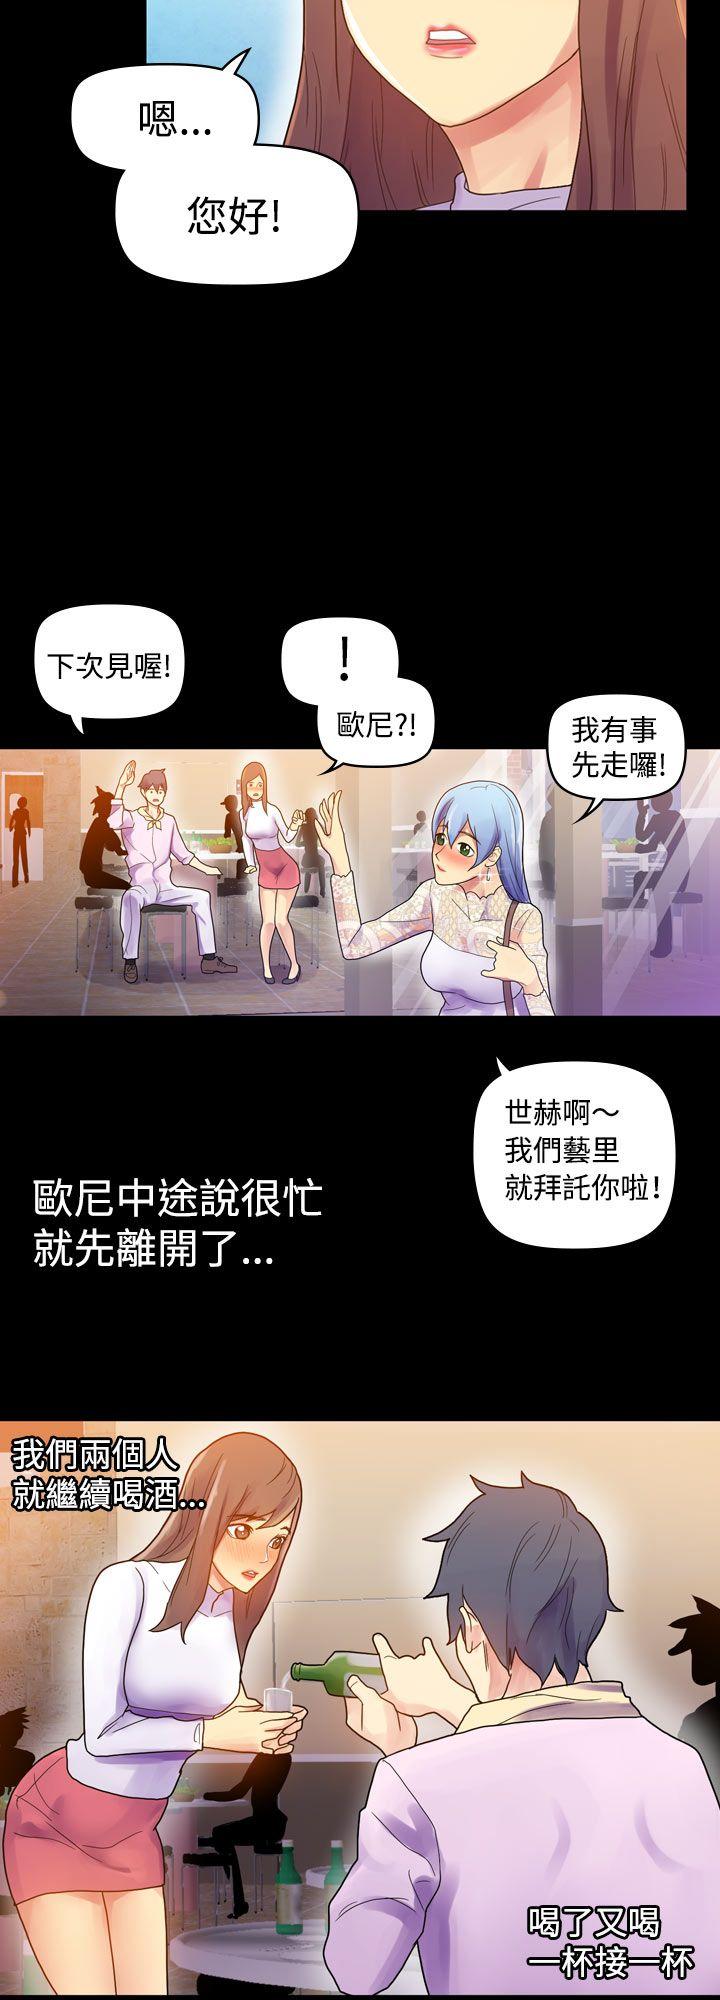 嗯...
您好!
下次見喔!
!
歐尼?!
我有事
先走囉!
世赫啊～
我們藝里
就拜託你啦!
歐尼中途說很忙
就先離開了...
我們兩個人
就繼續喝酒...
喝了又喝
一杯接一杯